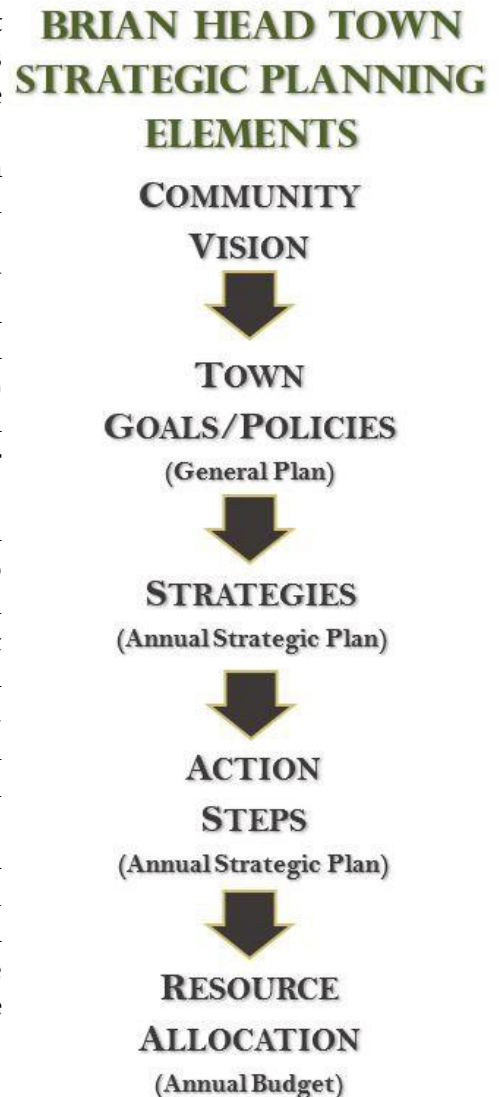 BRIAN HEAD TOWN
STRATEGIC PLANNING
ELEMENTS
COMMUNITY
VISION
TOWN
GOALS/POLICIES
(General Plan)
STRATEGIES
(Annual Strategic Plan)
ACTION
STEPS
(Annual Strategic Plan)
RESOURCE
ALLOCATION
(Annual Budget)